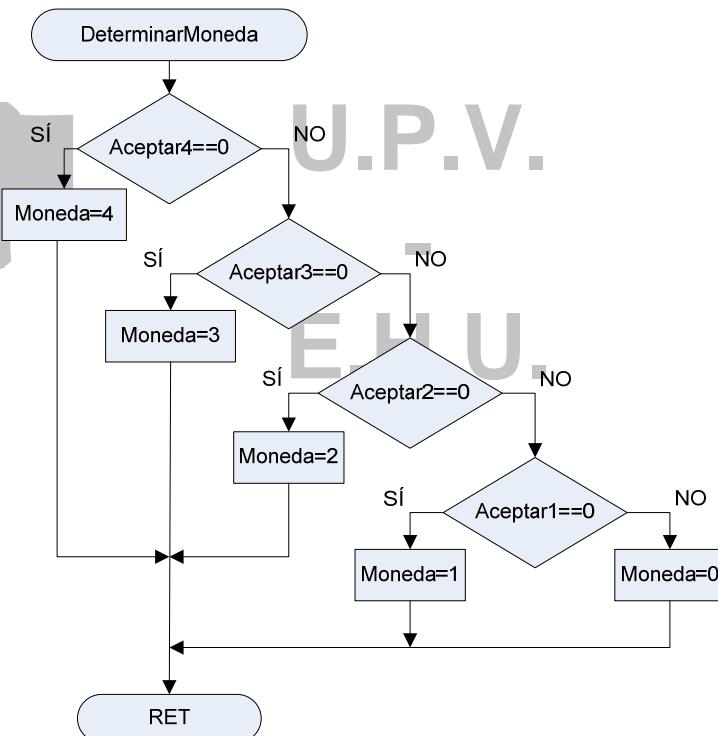 DeterminarMoneda
U.P.V.
SÍ
Aceptar4==0
NO
Moneda=4
-
SÍ
Aceptar3==0
NO
Moneda=3
E.H.U.
SÍ
Aceptar2==0
NO
Moneda=2
SÍ
Aceptar1==0
NO
Moneda=1
Moneda=0
RET